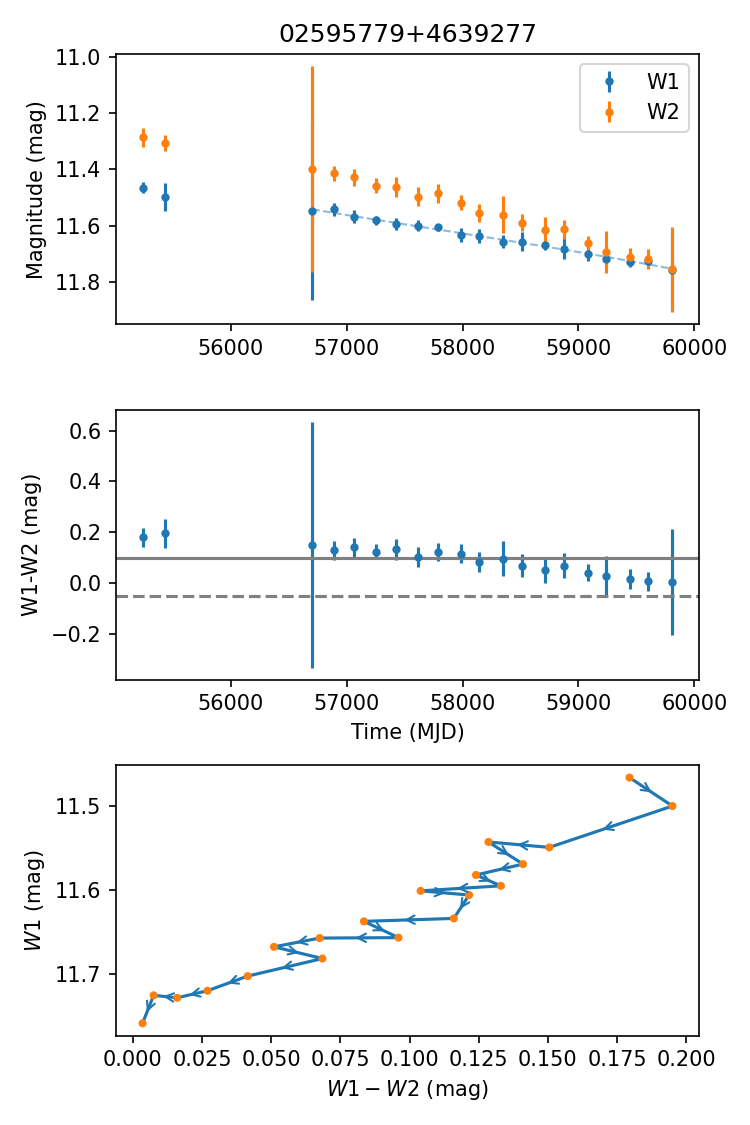 02595779+4639277
11.0
11.2
11.4
11.6
11.8
Magnitude (mag)
W1
W2
56000 57000 58000 59000 60000
0.6
0.4
0.2
0.0
−0.2
W1-W2 (mag)
56000 57000 58000 59000 60000
Time (MJD)
11.5
11.6
11.7
W1 (mag)
0.000 0.025 0.050 0.075 0.100 0.125 0.150 0.175 0.200
W1 − W2 (mag)